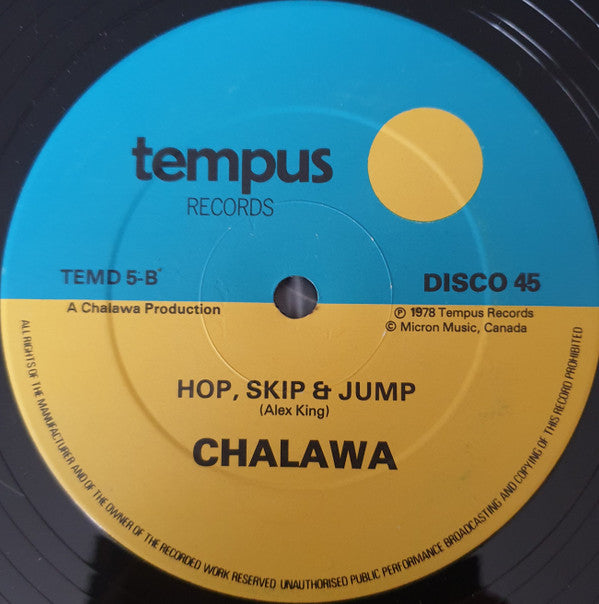 tempus
RECORDS
TEMD 5-B
DISCO 45
A Chalawa Production
℗ 1978 Tempus Records
© Micron Music, Canada
HOP, SKIP & JUMP
(Alex King)
CHALAWA
ALL RIGHTS OF THE MANUFACTURER AND OF THE OWNER OF THE RECORDED WORK RESERVED UNAUTHORISED PUBLIC PERFORMANCE BROADCASTING AND COPYING OF THIS RECORD PROHIBITED